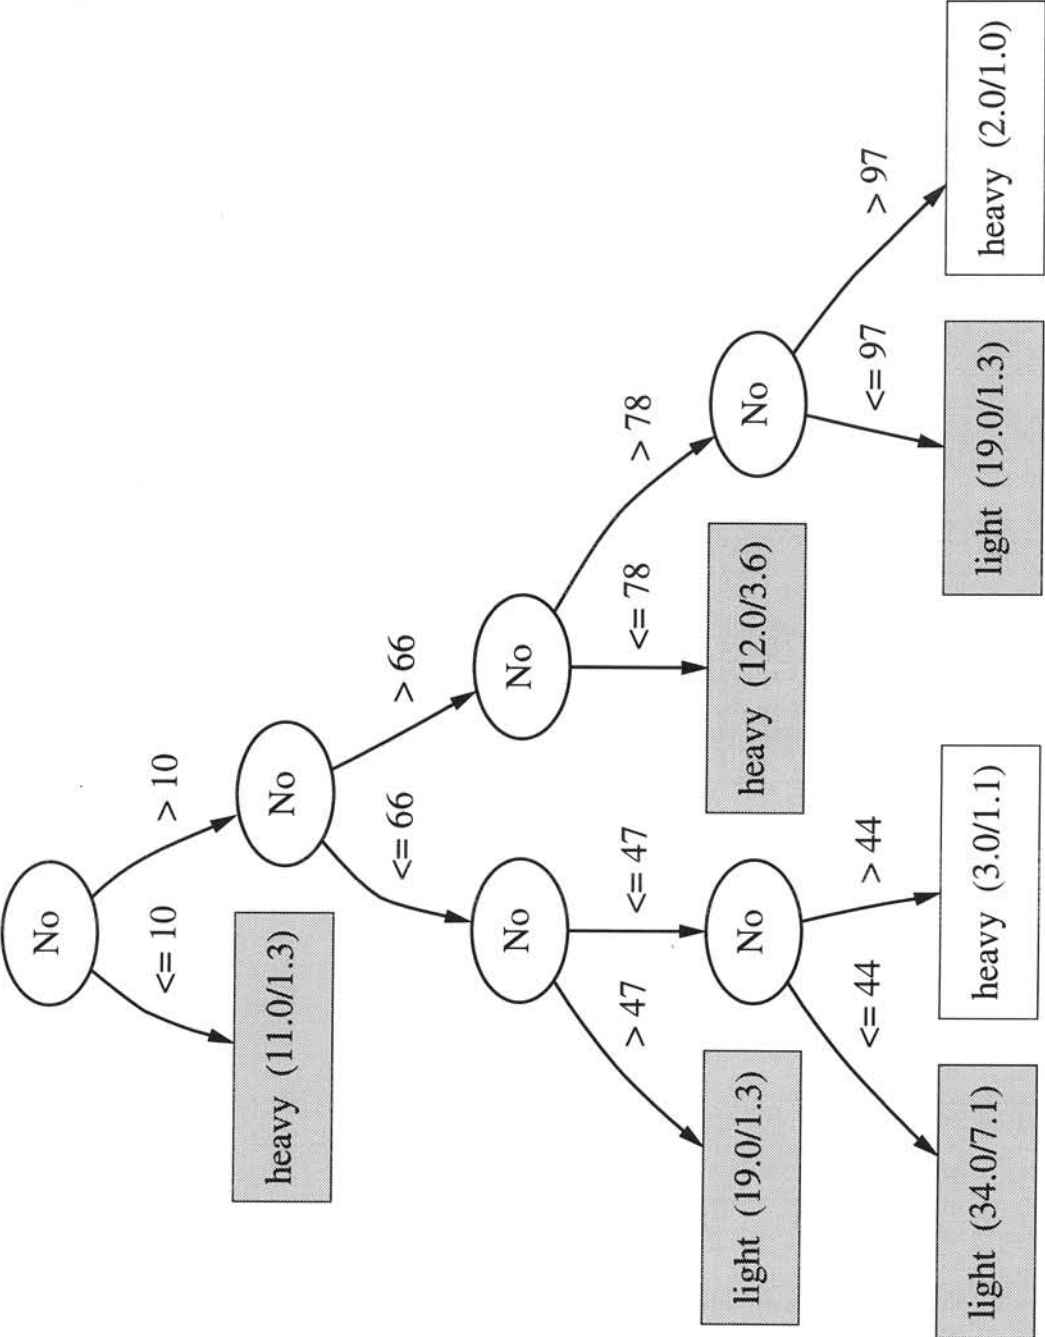 No
<= 10
> 10
heavy (11.0/1.3)
No
<= 66
> 66
No
No
> 47
<= 47
<= 78
> 78
light (19.0/1.3)
No
heavy (12.0/3.6)
No
<= 44
> 44
<= 97
> 97
light (34.0/7.1)
heavy (3.0/1.1)
light (19.0/1.3)
heavy (2.0/1.0)